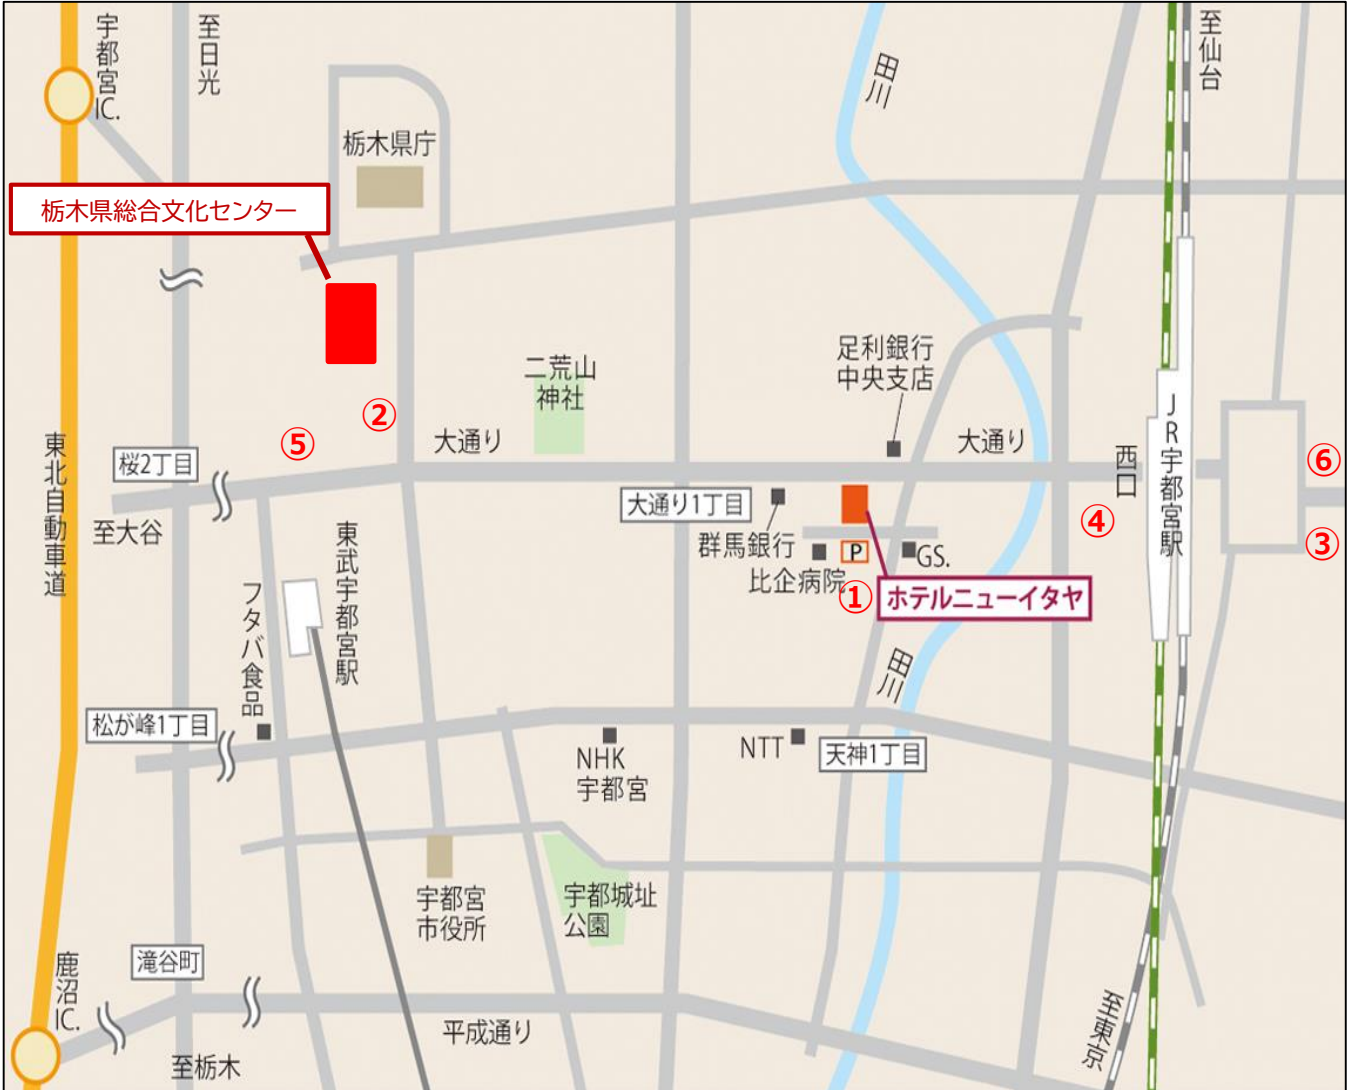 宇都宮
IC.
至日光
田川
至仙台
栃木県庁
栃木県総合文化センター
二荒山
神社
足利銀行
中央支店
JR宇都宮駅
②
⑤
大通り
大通り
西口
⑥
東北自動車道
桜2丁目
大通り1丁目
④
③
至大谷
東武宇都宮駅
群馬銀行
P
GS.
比企病院
①
ホテルニューイタヤ
フタバ食品
田川
松が峰1丁目
NHK
宇都宮
NTT
天神1丁目
宇都宮
市役所
宇都城址
公園
鹿沼
IC.
滝谷町
平成通り
至栃木
至東京